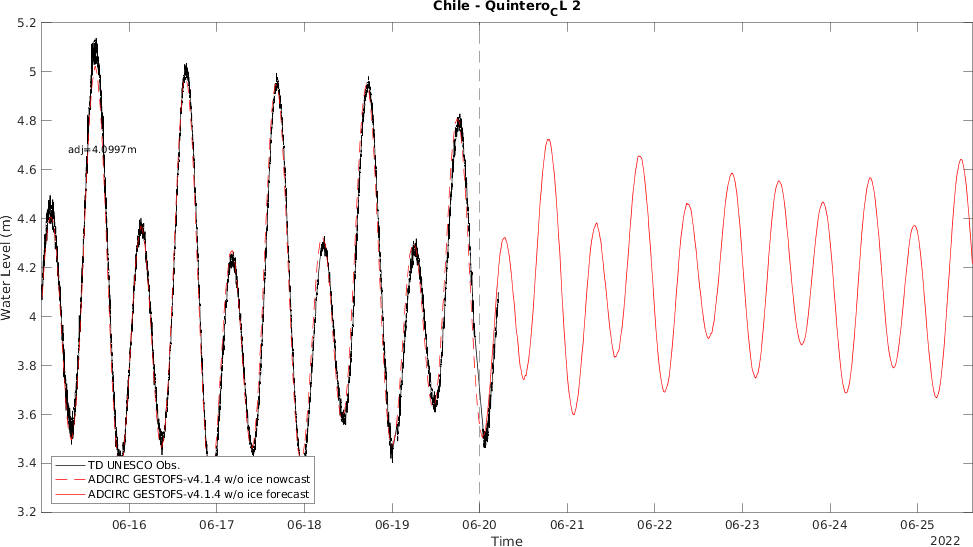 Chile - Quintero_CL 2
5.2
5
4.8
4.6
4.4
4.2
4
3.8
3.6
3.4
3.2
Water Level (m)
adj=4.0997m
TD UNESCO Obs.
ADCIRC GESTOFS-v4.1.4 w/o ice nowcast
ADCIRC GESTOFS-v4.1.4 w/o ice forecast
06-16 06-17 06-18 06-19 06-20 06-21 06-22 06-23 06-24 06-25
Time
2022